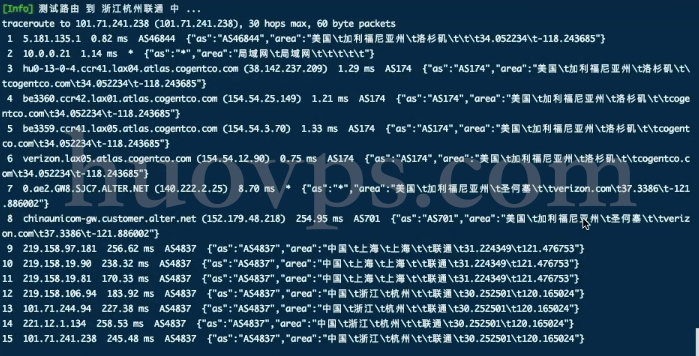 [Info] 测试路由 到 浙江杭州联通 中 ...
traceroute to 101.71.241.238 (101.71.241.238), 30 hops max, 60 byte packets
1 5.181.135.1 0.82 ms AS46844 {"as":"AS46844","area":"美国\t加利福尼亚州\t洛杉矶\t\t\t34.052234\t-118.243685"}
2 10.0.0.21 1.14 ms * {"as":"*","area":"局域网\t局域网\t\t\t\t\t"}
3 hu0-13-0-4.ccr41.lax04.atlas.cogentco.com (38.142.237.209) 1.29 ms AS174 {"as":"AS174","area":"美国\t加利福尼亚州\t洛杉矶\t\
tcogentco.com\t34.052234\t-118.243685"}
4 be3360.ccr42.lax01.atlas.cogentco.com (154.54.25.149) 1.21 ms AS174 {"as":"AS174","area":"美国\t加利福尼亚州\t洛杉矶\t\tcoge
ntco.com\t34.052234\t-118.243685"}
5 be3359.ccr41.lax05.atlas.cogentco.com (154.54.3.70) 1.33 ms AS174 {"as":"AS174","area":"美国\t加利福尼亚州\t洛杉矶\t\tcogent
co.com\t34.052234\t-118.243685"}
6 verizon.lax05.atlas.cogentco.com (154.54.12.90) 0.75 ms AS174 {"as":"AS174","area":"美国\t加利福尼亚州\t洛杉矶\t\tcogentco.c
om\t34.052234\t-118.243685"}
7 0.ae2.GW8.SJC7.ALTER.NET (140.222.2.25) 8.70 ms * {"as":"*","area":"美国\t加利福尼亚州\t圣何塞\t\tverizon.com\t37.3386\t-121
.886002"}
8 chinaunicom-gw.customer.alter.net (152.179.48.218) 254.95 ms AS701 {"as":"AS701","area":"美国\t加利福尼亚州\t圣何塞\t\tveriz
on.com\t37.3386\t-121.886002"}
9 219.158.97.181 256.62 ms AS4837 {"as":"AS4837","area":"中国\t上海\t上海\t\t联通\t31.224349\t121.476753"}
10 219.158.19.90 238.32 ms AS4837 {"as":"AS4837","area":"中国\t上海\t上海\t\t联通\t31.224349\t121.476753"}
11 219.158.19.81 170.33 ms AS4837 {"as":"AS4837","area":"中国\t上海\t上海\t\t联通\t31.224349\t121.476753"}
12 219.158.106.94 183.92 ms AS4837 {"as":"AS4837","area":"中国\t浙江\t杭州\t\t联通\t30.252501\t120.165024"}
13 101.71.244.94 227.38 ms AS4837 {"as":"AS4837","area":"中国\t浙江\t杭州\t\t联通\t30.252501\t120.165024"}
14 221.12.1.134 258.53 ms AS4837 {"as":"AS4837","area":"中国\t浙江\t杭州\t\t联通\t30.252501\t120.165024"}
15 101.71.241.238 245.48 ms AS4837 {"as":"AS4837","area":"中国\t浙江\t杭州\t\t联通\t30.252501\t120.165024"}
huovps.com